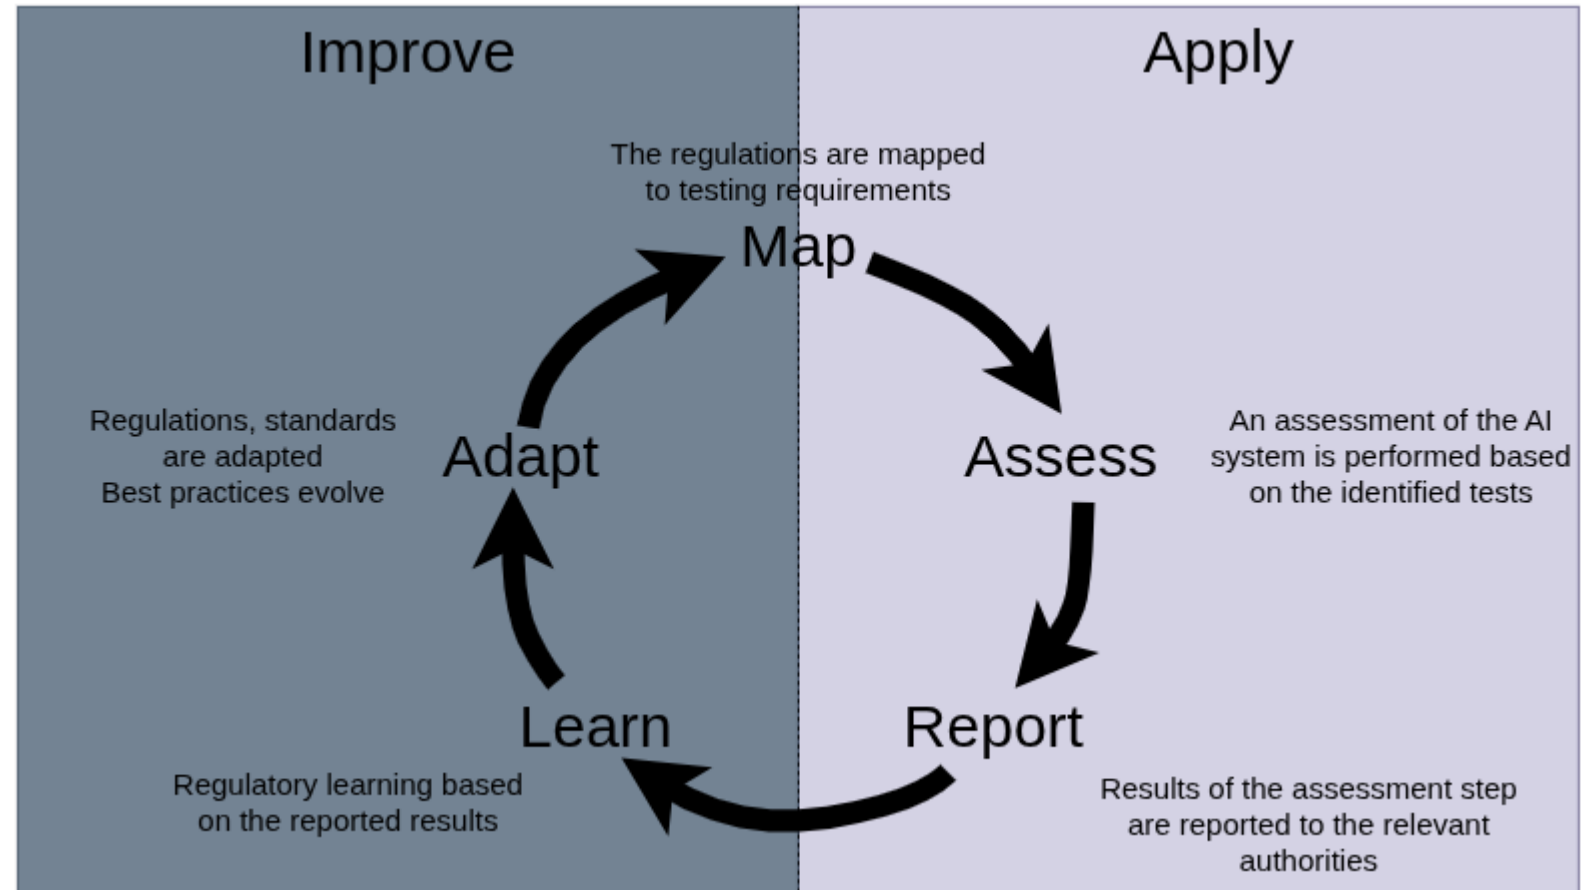 Improve
Apply
The regulations are mapped
to testing requirements
Map
Regulations, standards
are adapted
Best practices evolve
Adapt
Assess
An assessment of the AI
system is performed based
on the identified tests
Learn
Report
Regulatory learning based
on the reported results
Results of the assessment step
are reported to the relevant
authorities